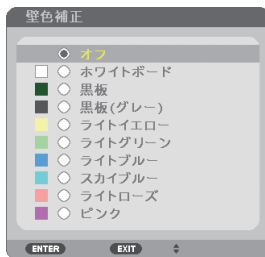 壁色補正
オフ
ホワイトボード
黒板
黒板(グレー)
ライトイエロー
ライトグリーン
ライトブルー
スカイブルー
ライトローズ
ピンク
ENTER EXIT